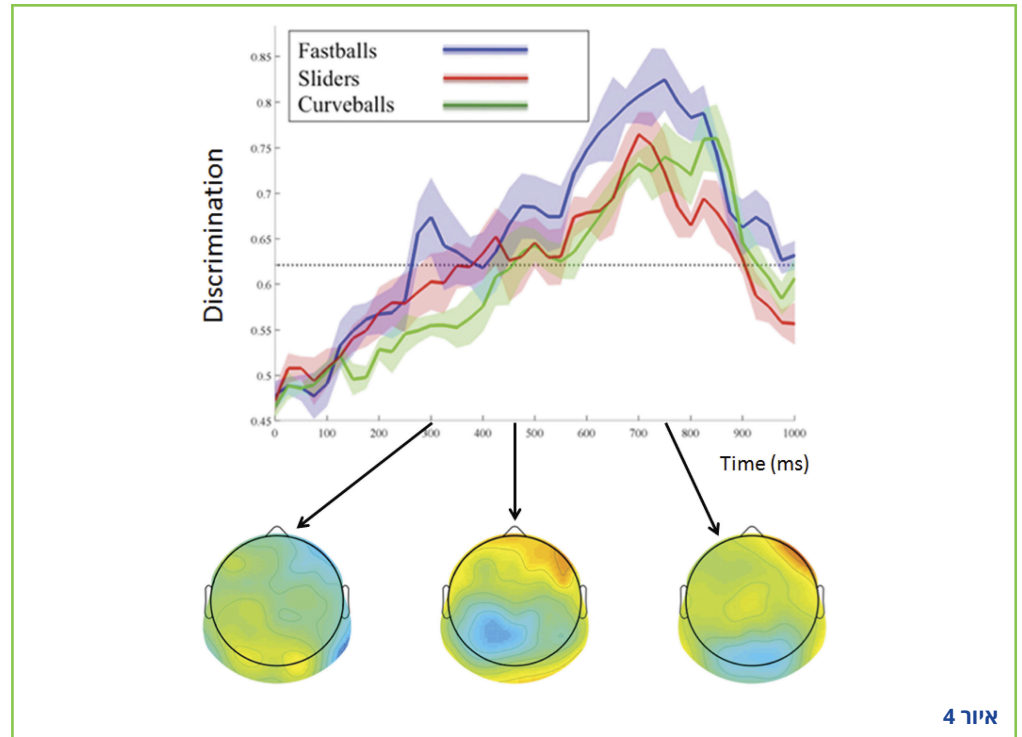 Fastballs
Sliders
Curveballs
Discrimination
0.85
0.8
0.75
0.7
0.65
0.6
0.55
0.5
0.45
0 100 200 300 400 500 600 700 800 900 1000
Time (ms)
איור 4